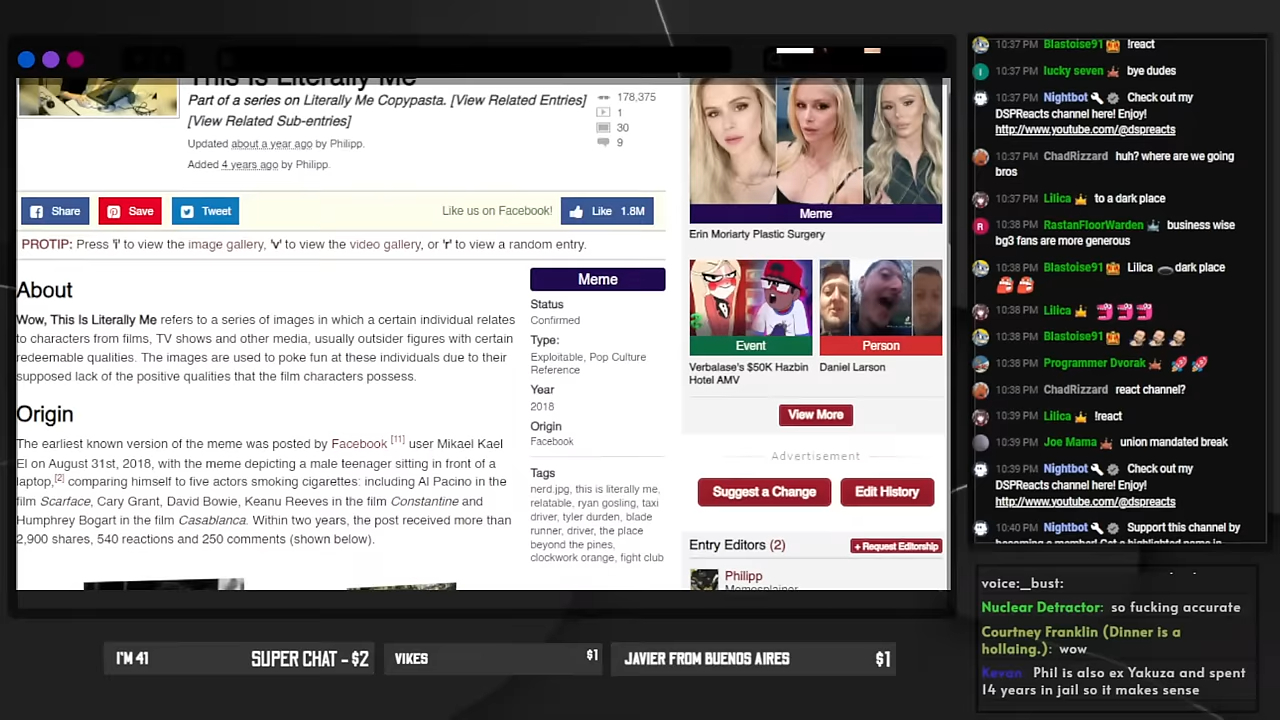 This Is Literally Me
Part of a series on Literally Me Copypasta. [View Related Entries]
[View Related Sub-entries]
Updated about a year ago by Philipp.
Added 4 years ago by Philipp.
178,375
1
30
9
Share
Save
Tweet
Like us on Facebook!
Like 1.8M
PROTIP: Press 'i' to view the image gallery, 'v' to view the video gallery, or 'r' to view a random entry.
About
Wow, This Is Literally Me refers to a series of images in which a certain individual relates
to characters from films, TV shows and other media, usually outsider figures with certain
redeemable qualities. The images are used to poke fun at these individuals due to their
supposed lack of the positive qualities that the film characters possess.
Origin
The earliest known version of the meme was posted by Facebook [11] user Mikael Kael
El on August 31st, 2018, with the meme depicting a male teenager sitting in front of a
laptop,[2] comparing himself to five actors smoking cigarettes: including Al Pacino in the
film Scarface, Cary Grant, David Bowie, Keanu Reeves in the film Constantine and
Humphrey Bogart in the film Casablanca. Within two years, the post received more than
2,900 shares, 540 reactions and 250 comments (shown below).
Meme
Status
Confirmed
Type:
Exploitable, Pop Culture
Reference
Year
2018
Origin
Facebook
Tags
nerd.jpg, this is literally me,
relatable, ryan gosling, taxi
driver, tyler durden, blade
runner, driver, the place
beyond the pines,
clockwork orange, fight club
Meme
Erin Moriarty Plastic Surgery
Event
Verbalase's $50K Hazbin
Hotel AMV
Person
Daniel Larson
View More
Advertisement
Suggest a Change
Edit History
Entry Editors (2)
+ Request Editorship
Philipp
Memesplainer
10:37 PM Blastoise91 !react
10:37 PM lucky seven bye dudes
10:37 PM Nightbot Check out my
DSPReacts channel here! Enjoy!
http://www.youtube.com/@dspreacts
10:37 PM ChadRizzard huh? where are we going
bros
10:37 PM Lilica to a dark place
10:38 PM RastanFloorWarden business wise
bg3 fans are more generous
10:38 PM Blastoise91 Lilica dark place
10:38 PM Lilica
10:38 PM Blastoise91
10:38 PM Programmer Dvorak
10:38 PM ChadRizzard react channel?
10:39 PM Lilica !react
10:39 PM Joe Mama union mandated break
10:39 PM Nightbot Check out my
DSPReacts channel here! Enjoy!
http://www.youtube.com/@dspreacts
10:40 PM Nightbot Support this channel by
becoming a member! Get a highlighted name in
voice:_bust:
Nuclear Detractor: so fucking accurate
Courtney Franklin (Dinner is a
hollaing.): wow
Kevan Phil is also ex Yakuza and spent
14 years in jail so it makes sense
I'M 41 SUPER CHAT - $2
VIKES $1
JAVIER FROM BUENOS AIRES $1